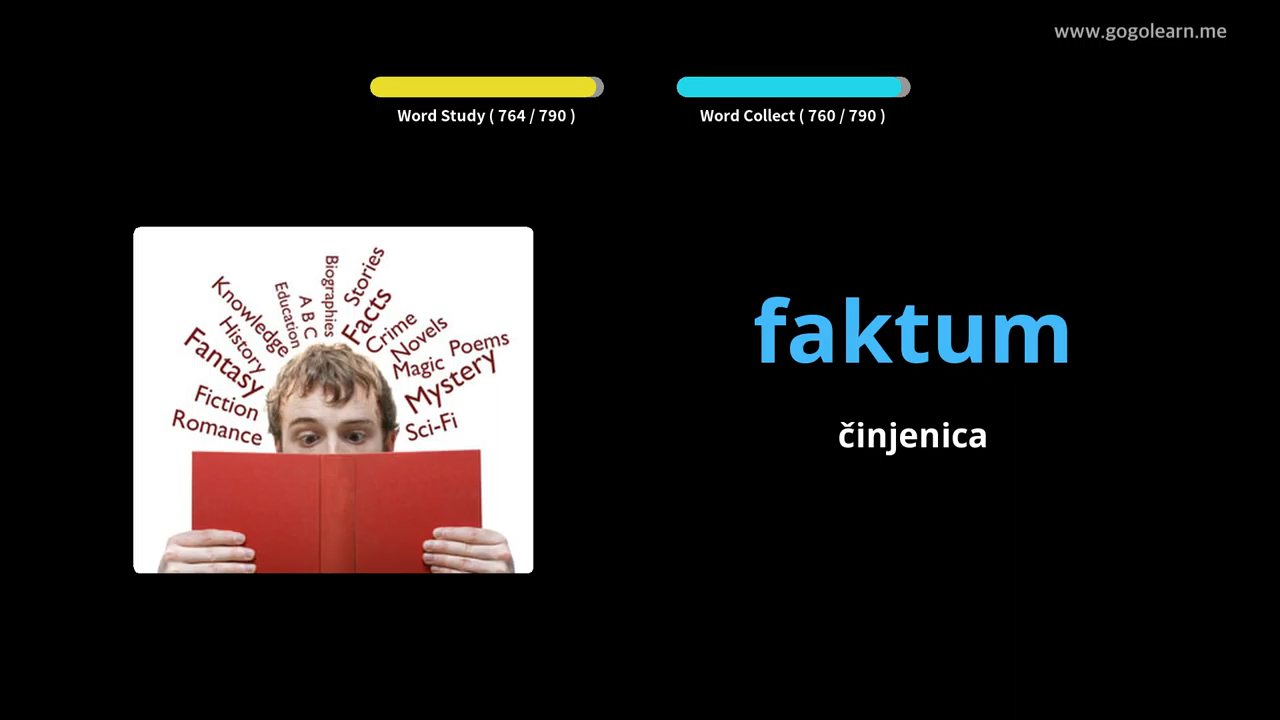 www.gogolearn.me
Word Study ( 764 / 790 )
Word Collect ( 760 / 790 )
Biographies
Stories
Education
A B C
Facts
Knowledge
Crime
History
Novels
Fantasy
Magic
Poems
Mystery
Fiction
Romance
Sci-Fi
faktum
činjenica